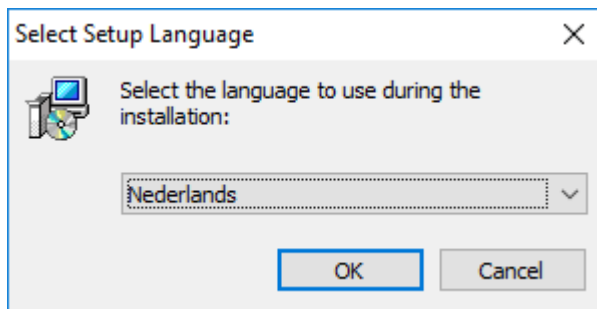 Select Setup Language
Select the language to use during the
installation:
Nederlands
OK
Cancel